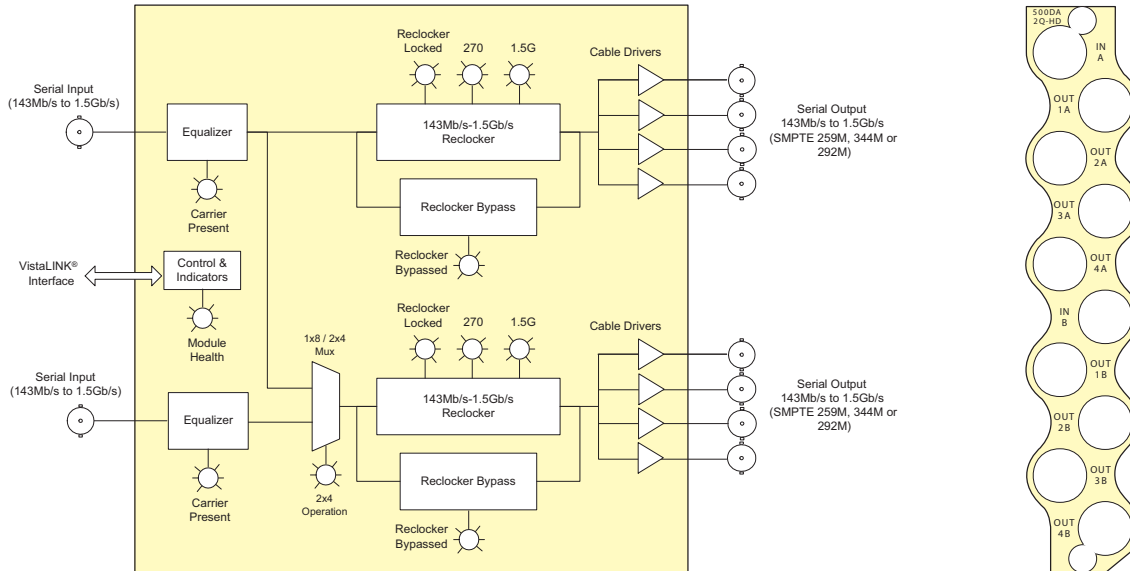 Reclocker
Locked
270
1.5G
Cable Drivers
Serial Input
(143Mb/s to 1.5Gb/s)
Equalizer
143Mb/s-1.5Gb/s
Reclocker
Serial Output
143Mb/s to 1.5Gb/s
(SMPTE 259M, 344M or
292M)
Carrier
Present
Reclocker Bypass
Reclocker
Bypassed
VistaLINK®
Interface
Control &
Indicators
Module
Health
1x8 / 2x4
Mux
Reclocker
Locked
270
1.5G
Cable Drivers
Serial Input
(143Mb/s to 1.5Gb/s)
Equalizer
143Mb/s-1.5Gb/s
Reclocker
Serial Output
143Mb/s to 1.5Gb/s
(SMPTE 259M, 344M or
292M)
Carrier
Present
2x4
Operation
Reclocker Bypass
Reclocker
Bypassed
500DA
2Q-HD
IN
A
OUT
1A
OUT
2A
OUT
3A
OUT
4A
IN
B
OUT
1B
OUT
2B
OUT
3B
OUT
4B